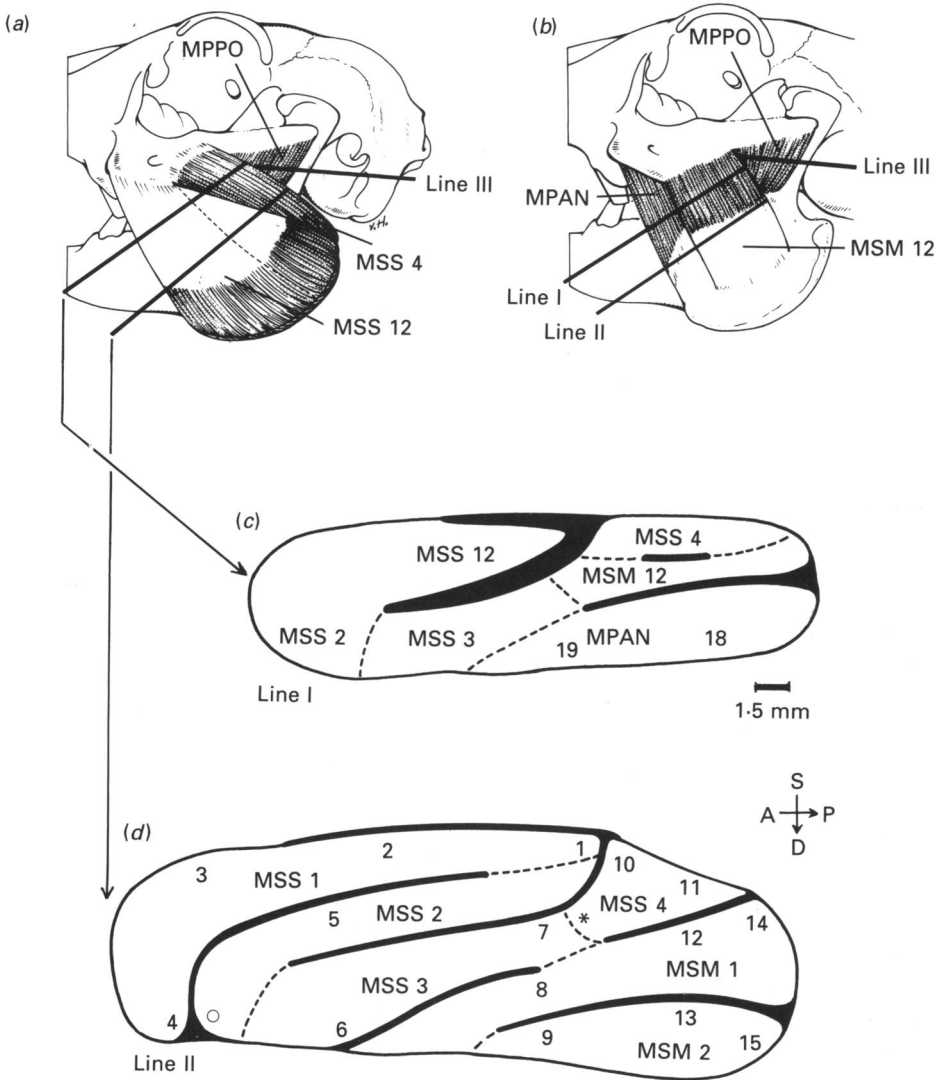 (a)
MPPO
Line III
MSS 4
MSS 12
(b)
MPPO
Line III
MPAN
MSM 12
Line I
Line II
(c)
MSS 12
MSS 4
MSM 12
MSS 2
MSS 3
MPAN
19
18
Line I
1·5 mm
S
A P
D
(d)
3
2
1
10
MSS 1
11
5
MSS 2
*
MSS 4
14
7
12
MSS 3
8
MSM 1
4
6
9
13
MSM 2
15
Line II